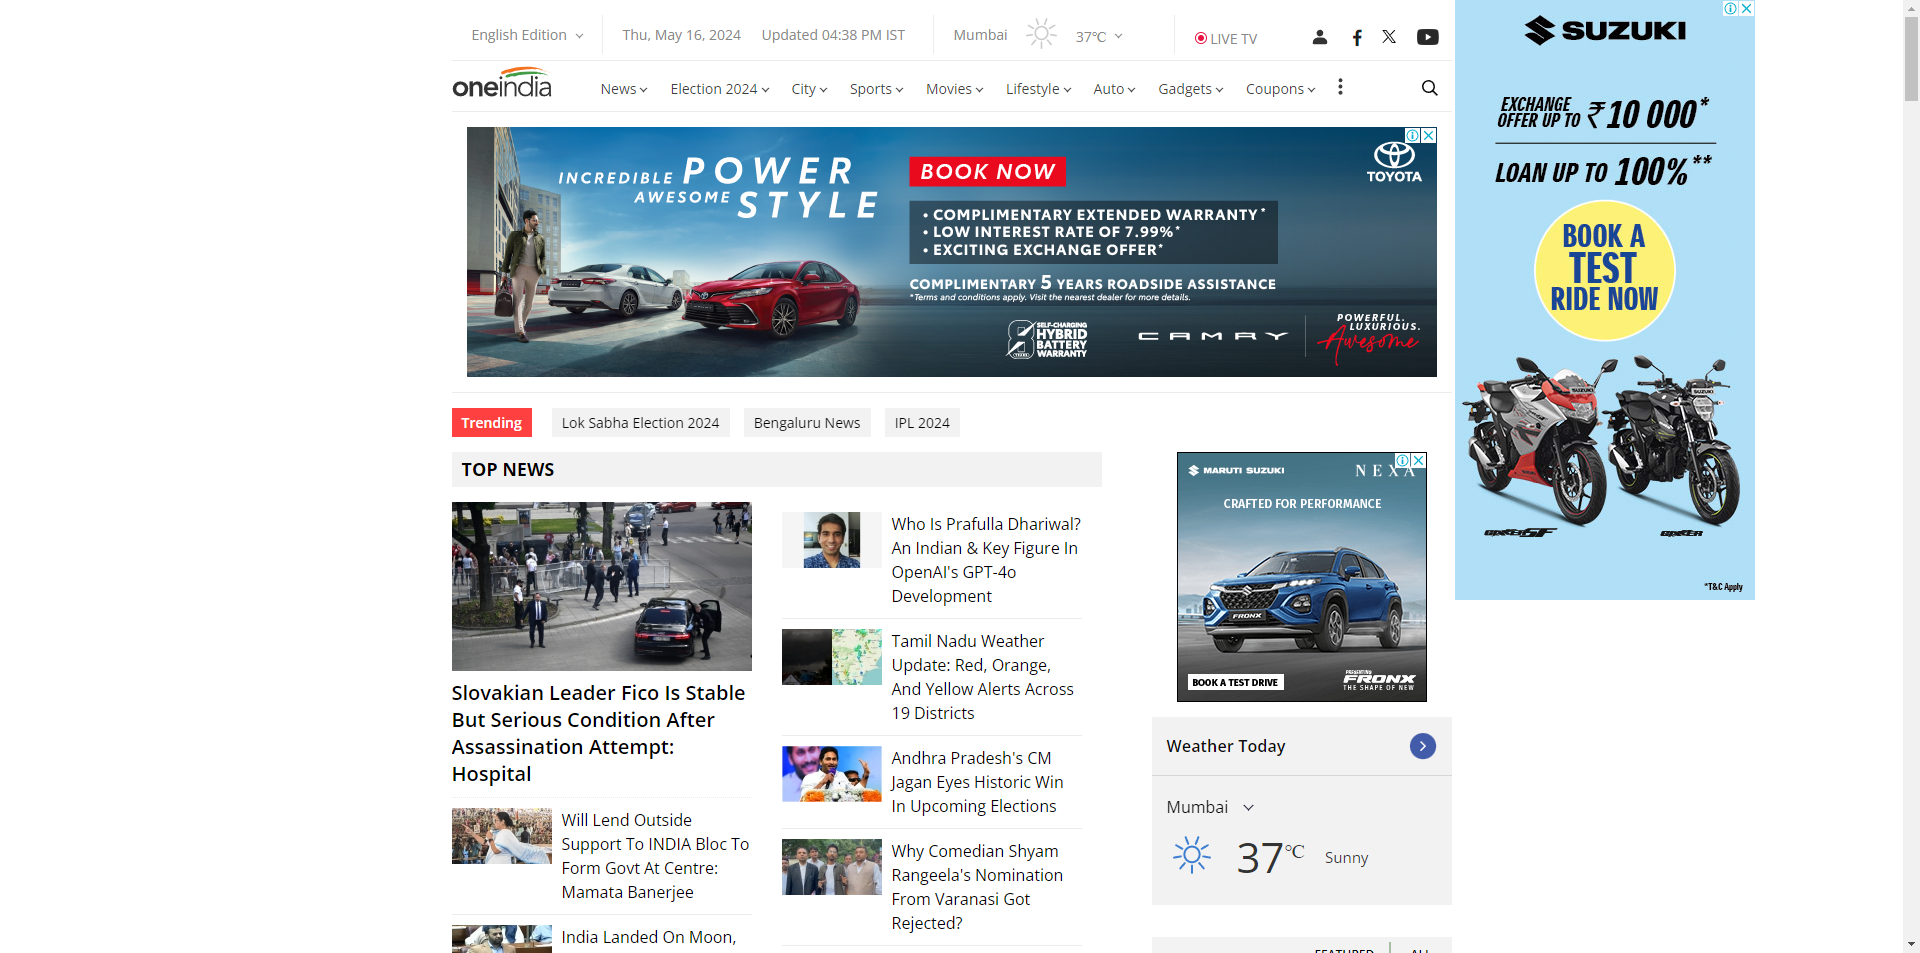 English Edition
Thu, May 16, 2024
Updated 04:38 PM IST
Mumbai
37°C
LIVE TV
oneindia
News
Election 2024
City
Sports
Movies
Lifestyle
Auto
Gadgets
Coupons
INCREDIBLE POWER
AWESOME STYLE
BOOK NOW
• COMPLIMENTARY EXTENDED WARRANTY*
• LOW INTEREST RATE OF 7.99%*
• EXCITING EXCHANGE OFFER*
COMPLIMENTARY 5 YEARS ROADSIDE ASSISTANCE
*Terms and conditions apply. Visit the nearest dealer for more details.
SELF-CHARGING
HYBRID
BATTERY
WARRANTY
CAMRY
POWERFUL.
LUXURIOUS.
Awesome
TOYOTA
SUZUKI
EXCHANGE
OFFER UP TO ₹10 000*
LOAN UP TO 100%**
BOOK A
TEST
RIDE NOW
GIXXER SF
GIXXER
*T&C Apply
Trending
Lok Sabha Election 2024
Bengaluru News
IPL 2024
TOP NEWS
Slovakian Leader Fico Is Stable
But Serious Condition After
Assassination Attempt:
Hospital
Will Lend Outside
Support To INDIA Bloc To
Form Govt At Centre:
Mamata Banerjee
India Landed On Moon,
Who Is Prafulla Dhariwal?
An Indian & Key Figure In
OpenAI's GPT-4o
Development
Tamil Nadu Weather
Update: Red, Orange,
And Yellow Alerts Across
19 Districts
Andhra Pradesh's CM
Jagan Eyes Historic Win
In Upcoming Elections
Why Comedian Shyam
Rangeela's Nomination
From Varanasi Got
Rejected?
MARUTI SUZUKI
NEXA
CRAFTED FOR PERFORMANCE
FRONX
BOOK A TEST DRIVE
PRESENTING
FRONX
THE SHAPE OF NEW
Weather Today
Mumbai
37°C
Sunny
FEATURED
ALL